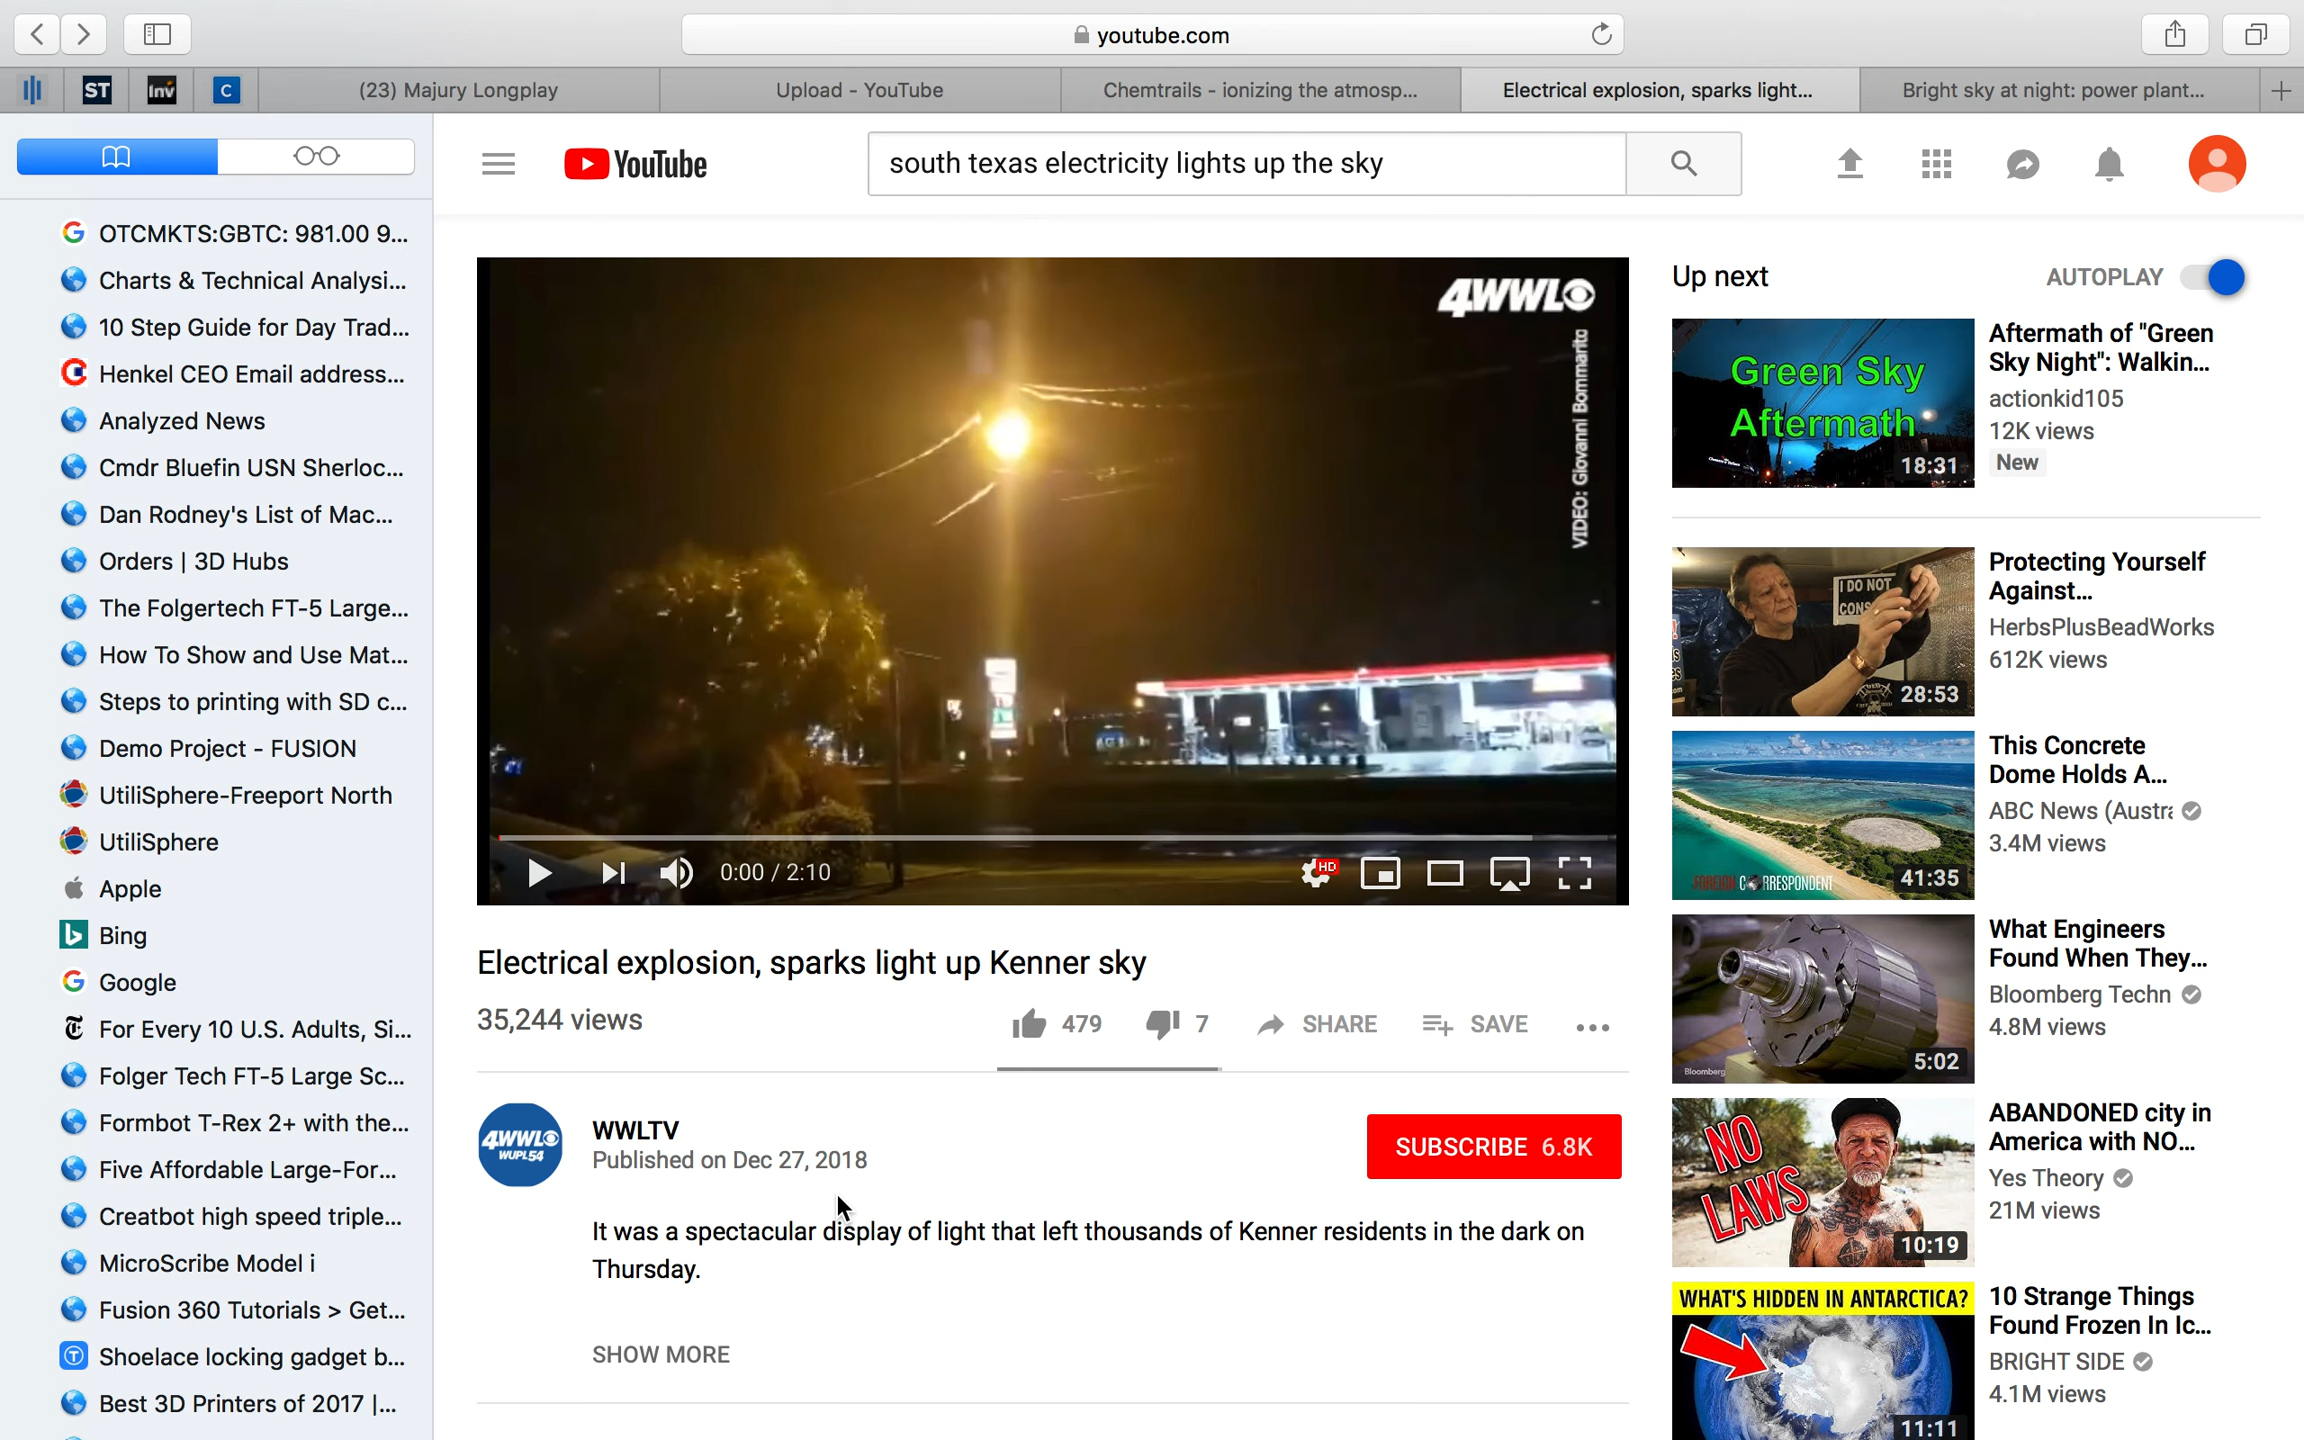 youtube.com
ST
Inv
C
(23) Majury Longplay
Upload - YouTube
Chemtrails - ionizing the atmosp...
Electrical explosion, sparks light...
Bright sky at night: power plant...
YouTube
south texas electricity lights up the sky
OTCMKTS:GBTC: 981.00 9...
Charts & Technical Analysi...
10 Step Guide for Day Trad...
Henkel CEO Email address...
Analyzed News
Cmdr Bluefin USN Sherloc...
Dan Rodney's List of Mac...
Orders | 3D Hubs
The Folgertech FT-5 Large...
How To Show and Use Mat...
Steps to printing with SD c...
Demo Project - FUSION
UtiliSphere-Freeport North
UtiliSphere
Apple
Bing
Google
For Every 10 U.S. Adults, Si...
Folger Tech FT-5 Large Sc...
Formbot T-Rex 2+ with the...
Five Affordable Large-For...
Creatbot high speed triple...
MicroScribe Model i
Fusion 360 Tutorials > Get...
Shoelace locking gadget b...
Best 3D Printers of 2017 |...
4WWL
VIDEO: Giovanni Bommarito
0:00 / 2:10
HD
Electrical explosion, sparks light up Kenner sky
35,244 views
479
7
SHARE
SAVE
4WWL
WUPL54
WWLTV
Published on Dec 27, 2018
SUBSCRIBE 6.8K
It was a spectacular display of light that left thousands of Kenner residents in the dark on
Thursday.
SHOW MORE
Up next
AUTOPLAY
Green Sky
Aftermath
18:31
Aftermath of "Green
Sky Night": Walkin...
actionkid105
12K views
New
I DO NOT
CONS
28:53
Protecting Yourself
Against...
HerbsPlusBeadWorks
612K views
FOREIGN CORRESPONDENT
41:35
This Concrete
Dome Holds A...
ABC News (Austr
3.4M views
Bloomberg
5:02
What Engineers
Found When They...
Bloomberg Techn
4.8M views
NO
LAWS
10:19
ABANDONED city in
America with NO...
Yes Theory
21M views
WHAT'S HIDDEN IN ANTARCTICA?
11:11
10 Strange Things
Found Frozen In Ic...
BRIGHT SIDE
4.1M views